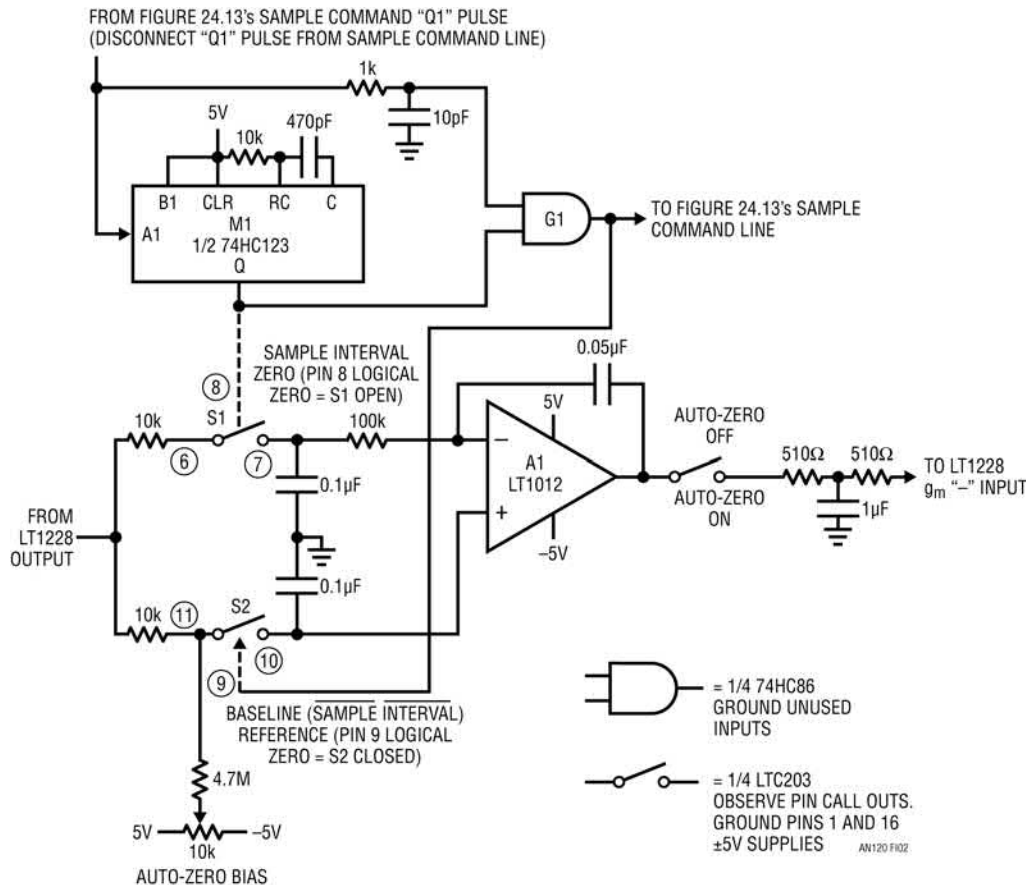 FROM FIGURE 24.13's SAMPLE COMMAND “Q1” PULSE
(DISCONNECT “Q1” PULSE FROM SAMPLE COMMAND LINE)
1k
10pF
5V
10k
470pF
B1
CLR
RC
C
A1
M1
1/2 74HC123
Q
G1
TO FIGURE 24.13's SAMPLE
COMMAND LINE
8
SAMPLE INTERVAL
ZERO (PIN 8 LOGICAL
ZERO = S1 OPEN)
0.05µF
10k
6
S1
7
100k
0.1µF
5V
–
A1
LT1012
+
–5V
AUTO-ZERO
OFF
AUTO-ZERO
ON
510Ω
510Ω
1µF
TO LT1228
gm “–” INPUT
FROM
LT1228
OUTPUT
0.1µF
10k
11
S2
10
9
BASELINE (SAMPLE INTERVAL)
REFERENCE (PIN 9 LOGICAL
ZERO = S2 CLOSED)
4.7M
5V
–5V
10k
AUTO-ZERO BIAS
= 1/4 74HC86
GROUND UNUSED
INPUTS
= 1/4 LTC203
OBSERVE PIN CALL OUTS.
GROUND PINS 1 AND 16
±5V SUPPLIES
AN120 FI02